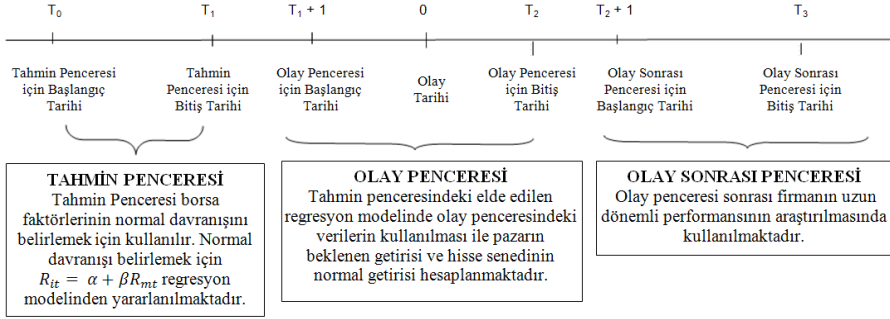 T0 T1 T1 + 1 0 T2 T2 + 1 T3
Tahmin Penceresi
için Başlangıç
Tarihi
Tahmin
Penceresi için
Bitiş Tarihi
Olay Penceresi
için Başlangıç
Tarihi
Olay
Tarihi
Olay Penceresi
için Bitiş
Tarihi
Olay Sonrası
Penceresi için
Başlangıç Tarihi
Olay Sonrası
Penceresi için
Bitiş Tarihi
TAHMİN PENCERESİ
Tahmin Penceresi borsa
faktörlerinin normal davranışını
belirlemek için kullanılır. Normal
davranışı belirlemek için
Rit = α + βRmt regresyon
modelinden yararlanılmaktadır.
OLAY PENCERESİ
Tahmin penceresindeki elde edilen
regresyon modelinde olay penceresindeki
verilerin kullanılması ile pazarın
beklenen getirisi ve hisse senedinin
normal getirisi hesaplanmaktadır.
OLAY SONRASI PENCERESİ
Olay penceresi sonrası firmanın uzun
dönemli performansının araştırılmasında
kullanılmaktadır.